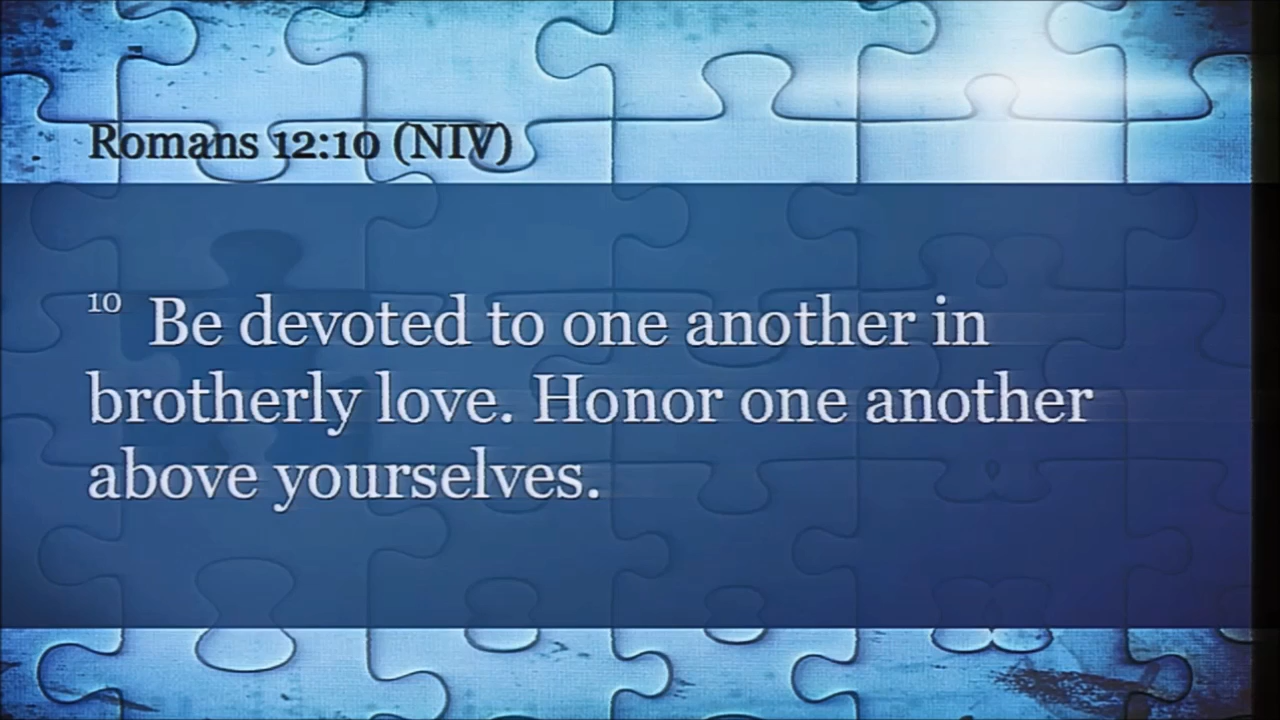 Romans 12:10 (NIV)
10 Be devoted to one another in
brotherly love. Honor one another
above yourselves.